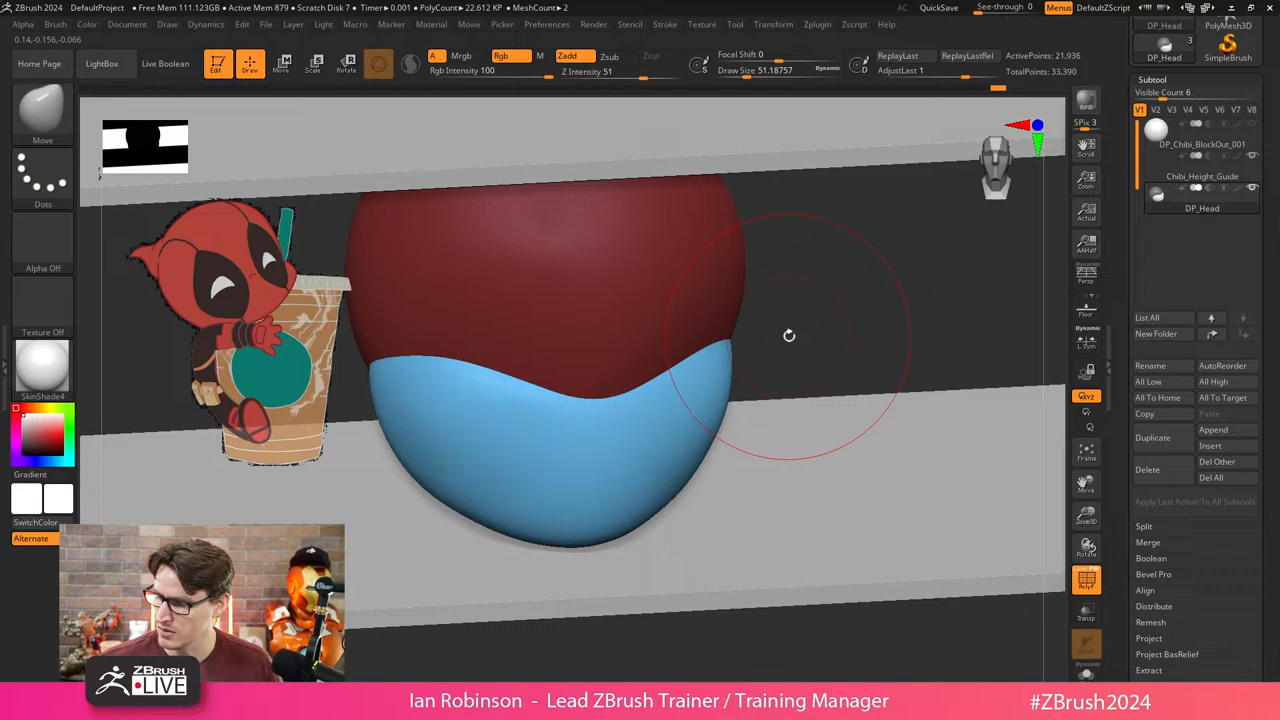 ZBrush 2024 DefaultProject • Free Mem 111.123GB • Active Mem 879 • Scratch Disk 7 • Timer▶0.001 • PolyCount▶22.612 KP • MeshCount▶2
AC QuickSave See-through 0 Menus DefaultZScript
Alpha Brush Color Document Draw Dynamics Edit File Layer Light Macro Marker Material Movie Picker Preferences Render Stencil Stroke Texture Tool Transform Zplugin Zscript Help
0.14,-0.156,-0.066
Home Page
LightBox
Live Boolean
Edit
Draw
Move
Scale
Rotate
A Mrgb
Rgb M
Rgb Intensity 100
Zadd Zsub Zcut
Z Intensity 51
S
Focal Shift 0
Draw Size 51.18757 Dynamic
D
ReplayLast
ReplayLastRel
AdjustLast 1
ActivePoints: 21,936
TotalPoints: 33,390
Move
Dots
Alpha Off
Texture Off
SkinShade4
Gradient
SwitchColor
Alternate
BPR
SPix 3
Scroll
Zoom
Actual
AAHalf
Dynamic
Persp
Floor
Dynamic
L.Sym
XYZ
Frame
Move
Zoom3D
Rotate
PolyF
Transp
Dynamic
DP_Head
PolyMesh3D
3
DP_Head
SimpleBrush
Subtool
Visible Count 6
V1 V2 V3 V4 V5 V6 V7 V8
DP_Chibi_BlockOut_001
Chibi_Height_Guide
DP_Head
List All
New Folder
Rename
AutoReorder
All Low
All High
All To Home
All To Target
Copy
Paste
Duplicate
Append
Insert
Delete
Del Other
Del All
Apply Last Action To All Subtools
Split
Merge
Boolean
Bevel Pro
Align
Distribute
Remesh
Project
Project BasRelief
Extract
ZBRUSH
LIVE
Ian Robinson - Lead ZBrush Trainer / Training Manager
#ZBrush2024